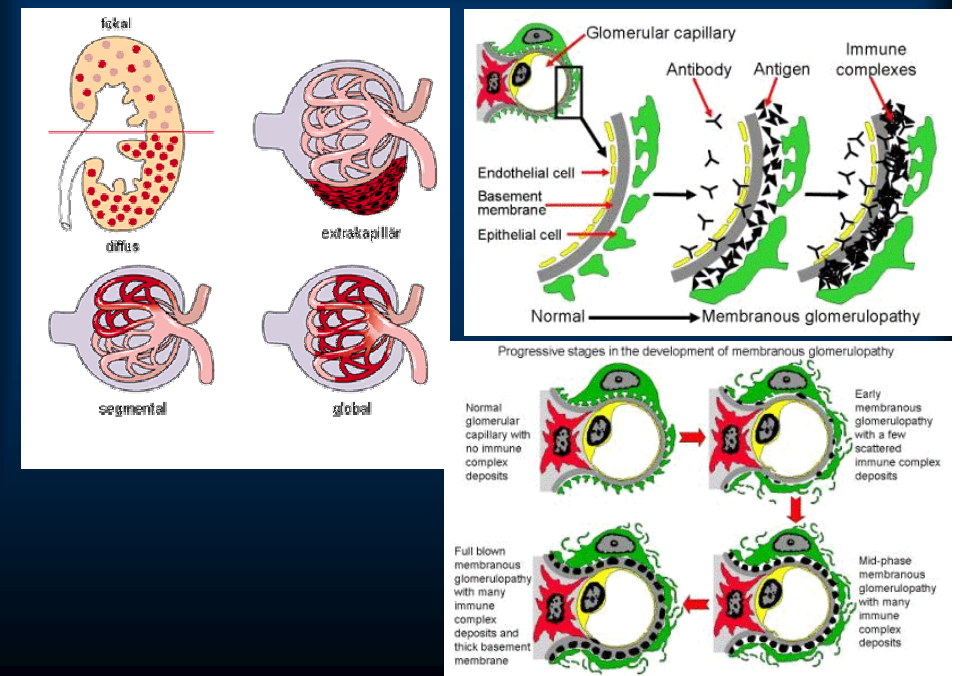 fokal
diffus
extrakapillär
segmental
global
Glomerular capillary
Antibody
Antigen
Immune
complexes
Endothelial cell
Basement
membrane
Epithelial cell
Normal
Membranous glomerulopathy
Progressive stages in the development of membranous glomerulopathy
Normal
glomerular
capillary with
no immune
complex
deposits
Early
membranous
glomerulopathy
with a few
scattered
immune complex
deposits
Full blown
membranous
glomerulopathy
with many
immune
complex
deposits and
thick basement
membrane
Mid-phase
membranous
glomerulopathy
with many
immune
complex
deposits